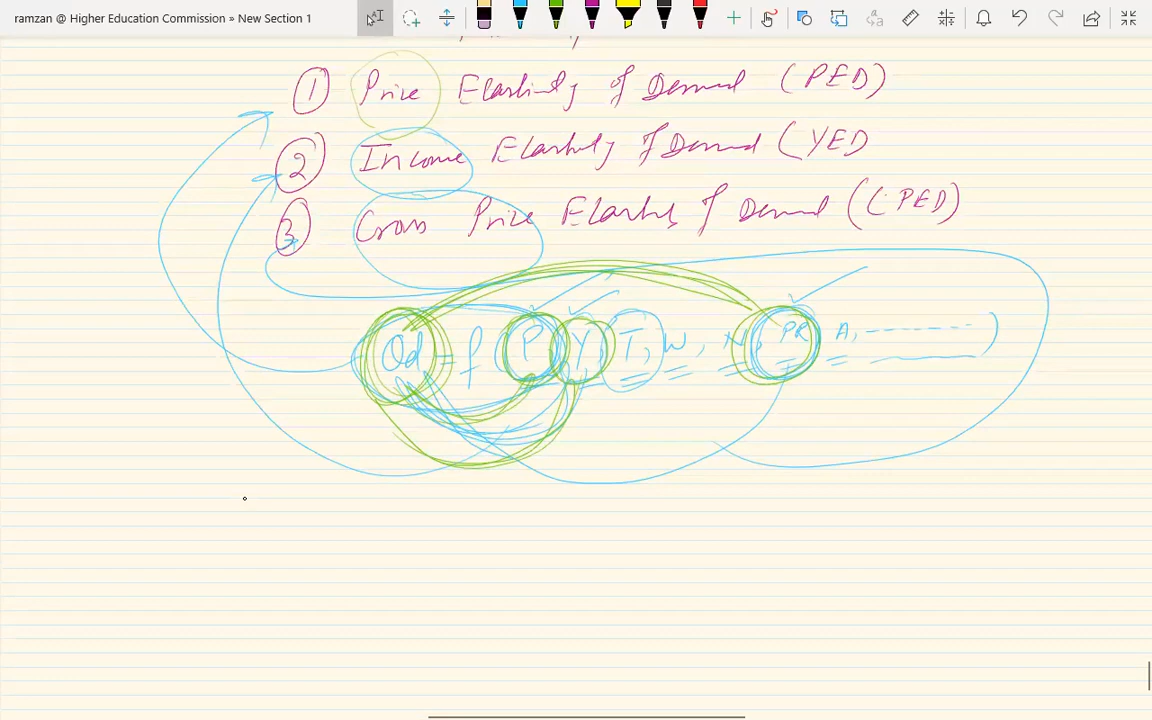 ramzan @ Higher Education Commission » New Section 1
① Price Elasticity of Demand (PED)
② Income Elasticity of Demand (YED
③ Cross Price Elasticity of Demand (CPED)
Qd = f (P, Y, T, W, N, PR, A, --------)